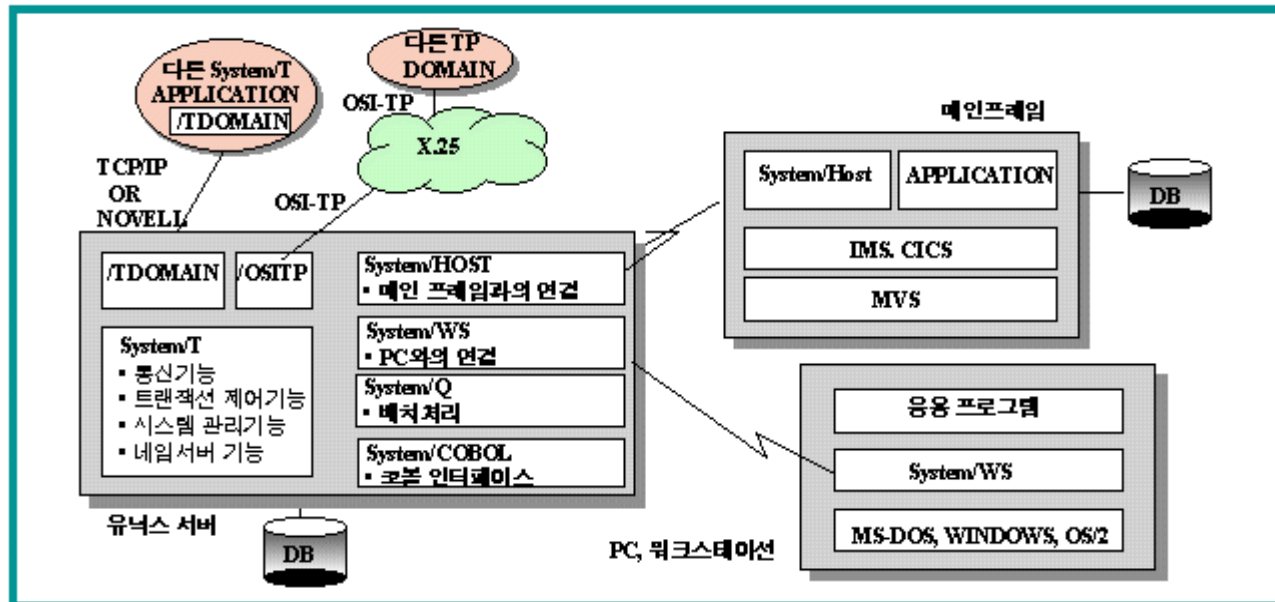 다른 System/T
APPLICATION
/TDOMAIN
다른 TP
DOMAIN
OSI-TP
X.25
TCP/IP
OR
NOVELL
OSI-TP
/TDOMAIN
/OSITP
System/T
▪ 통신기능
▪ 트랜잭션 제어기능
▪ 시스템 관리기능
▪ 네임서버 기능
System/HOST
▪ 메인 프레임과의 연결
System/WS
▪ PC와의 연결
System/Q
▪ 배치처리
System/COBOL
▪ 코볼 인터페이스
유닉스 서버
DB
메인프레임
System/Host
APPLICATION
IMS. CICS
MVS
DB
응용 프로그램
System/WS
MS-DOS, WINDOWS, OS/2
PC, 워크스테이션